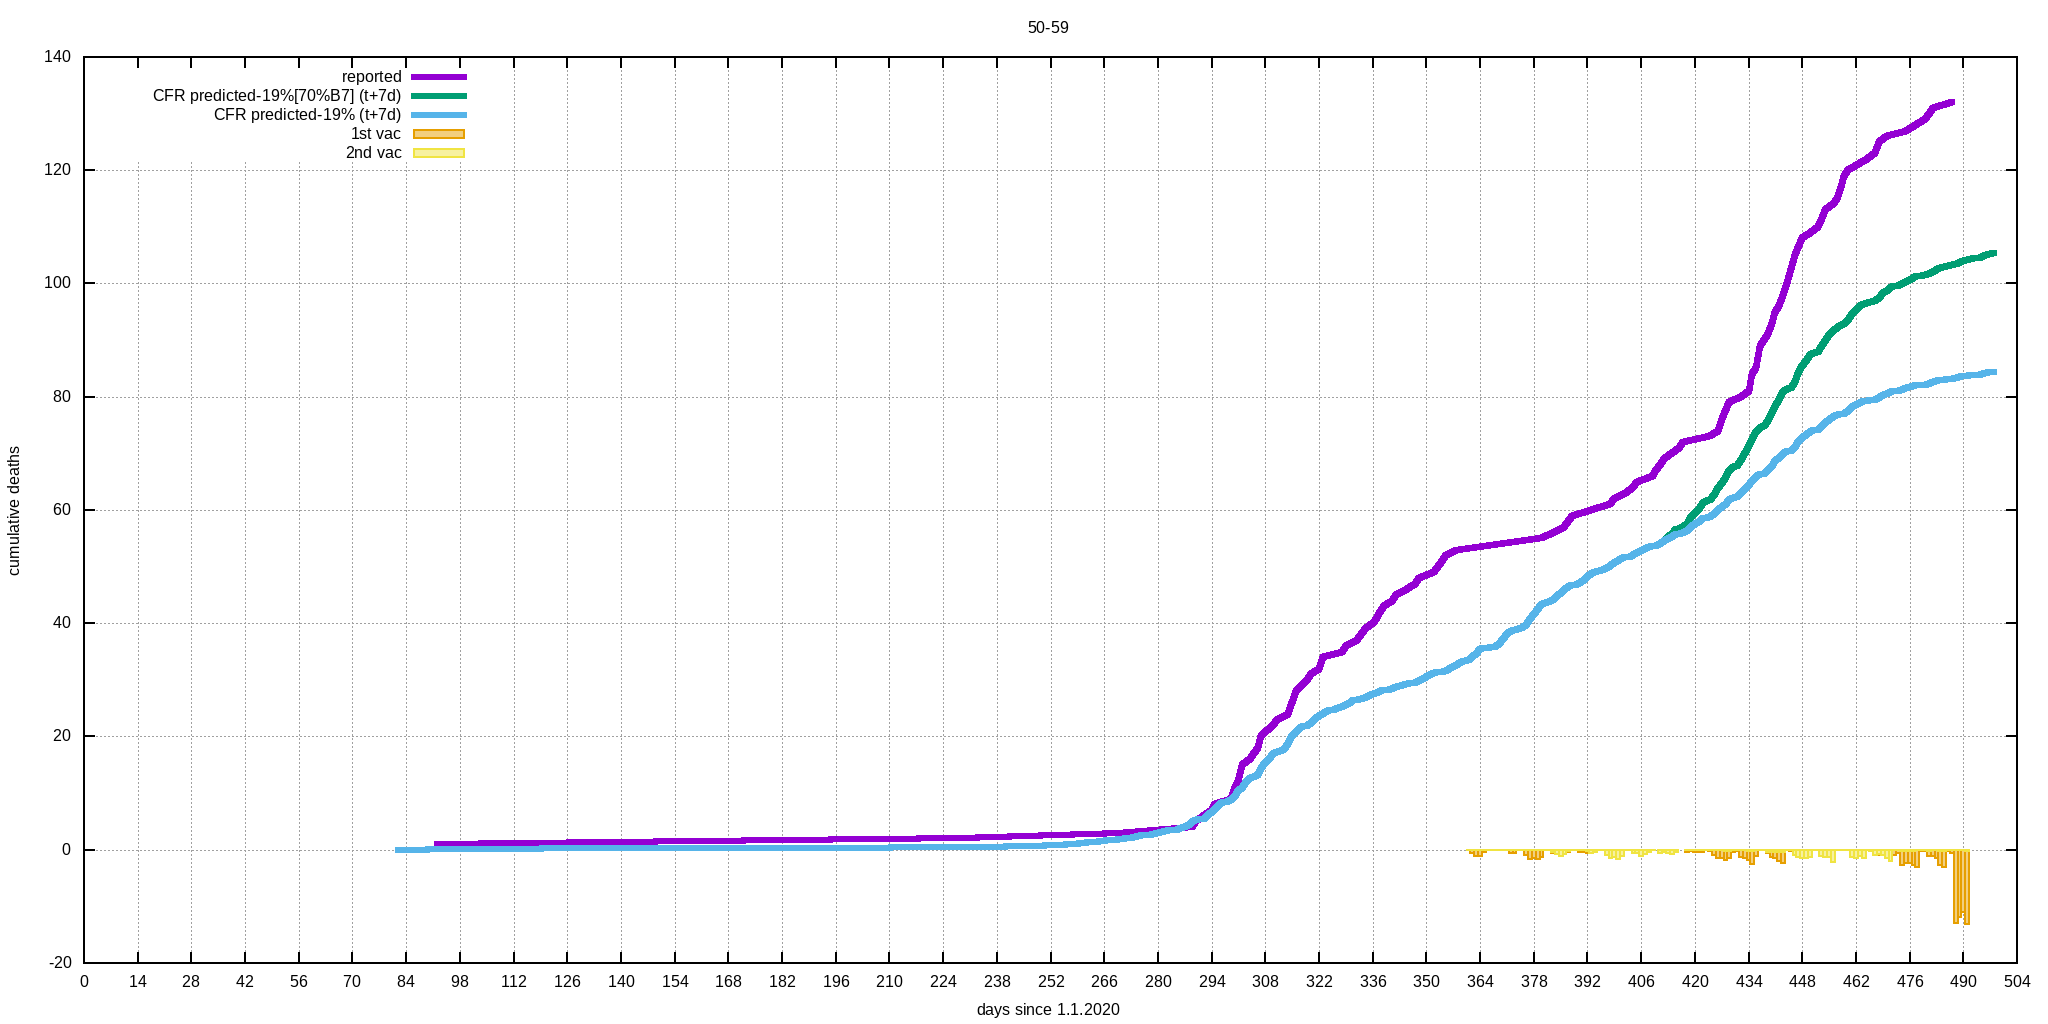 50-59
140
120
100
80
60
40
20
0
-20
reported
CFR predicted-19%[70%B7] (t+7d)
CFR predicted-19% (t+7d)
1st vac
2nd vac
cumulative deaths
0 14 28 42 56 70 84 98 112 126 140 154 168 182 196 210 224 238 252 266 280 294 308 322 336 350 364 378 392 406 420 434 448 462 476 490 504
days since 1.1.2020